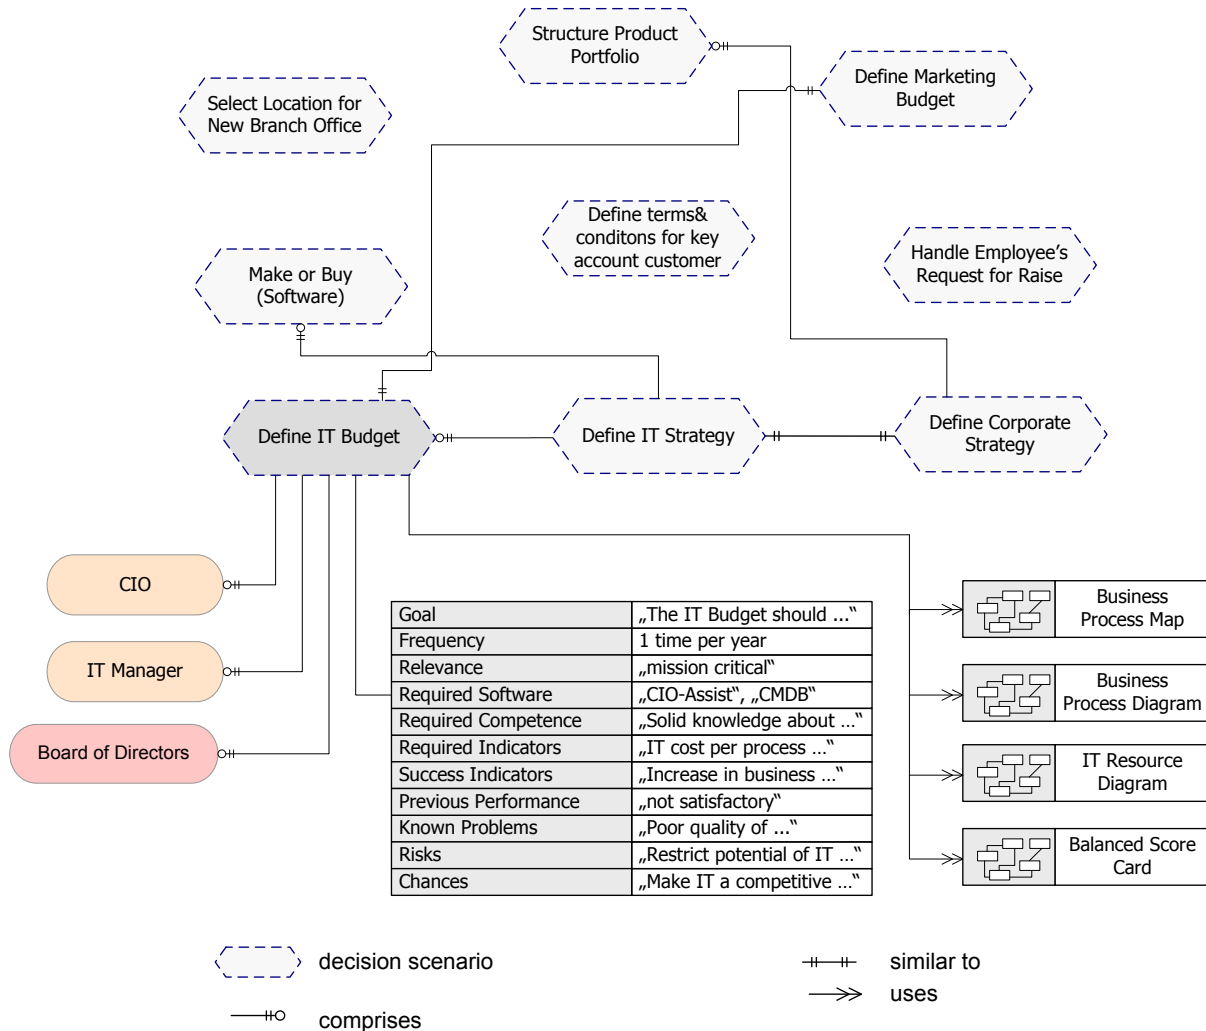 Structure Product
Portfolio
Define Marketing
Budget
Select Location for
New Branch Office
Define terms&
conditons for key
account customer
Handle Employee's
Request for Raise
Make or Buy
(Software)
Define IT Budget
Define IT Strategy
Define Corporate
Strategy
CIO
IT Manager
Board of Directors
Goal „The IT Budget should ...“
Frequency 1 time per year
Relevance „mission critical“
Required Software „CIO-Assist“, „CMDB“
Required Competence „Solid knowledge about ...“
Required Indicators „IT cost per process ...“
Success Indicators „Increase in business ...“
Previous Performance „not satisfactory“
Known Problems „Poor quality of ...“
Risks „Restrict potential of IT ...“
Chances „Make IT a competitive ...“
Business
Process Map
Business
Process Diagram
IT Resource
Diagram
Balanced Score
Card
decision scenario
similar to
uses
comprises